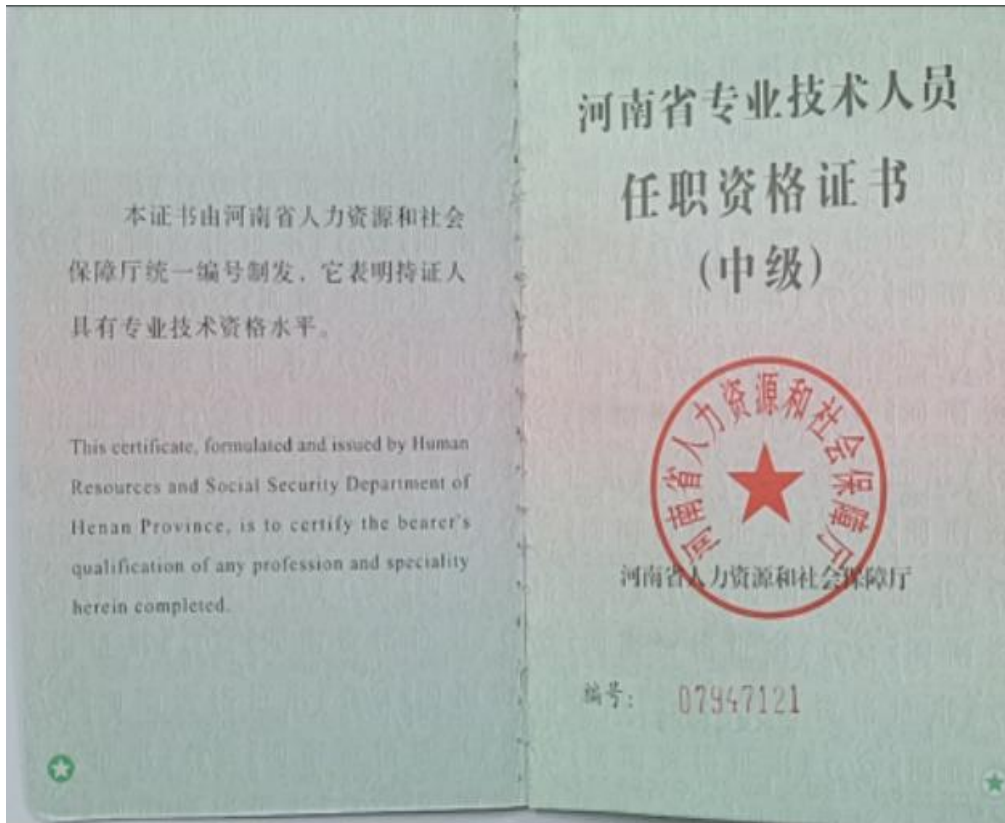 本证书由河南省人力资源和社会
保障厅统一编号制发，它表明持证人
具有专业技术资格水平。
This certificate, formulated and issued by Human
Resources and Social Security Department of
Henan Province, is to certify the bearer's
qualification of any profession and speciality
herein completed.
河南省专业技术人员
任职资格证书
(中级)
河南省人力资源和社会保障厅
河南省人力资源和社会保障厅
编号: 07947121